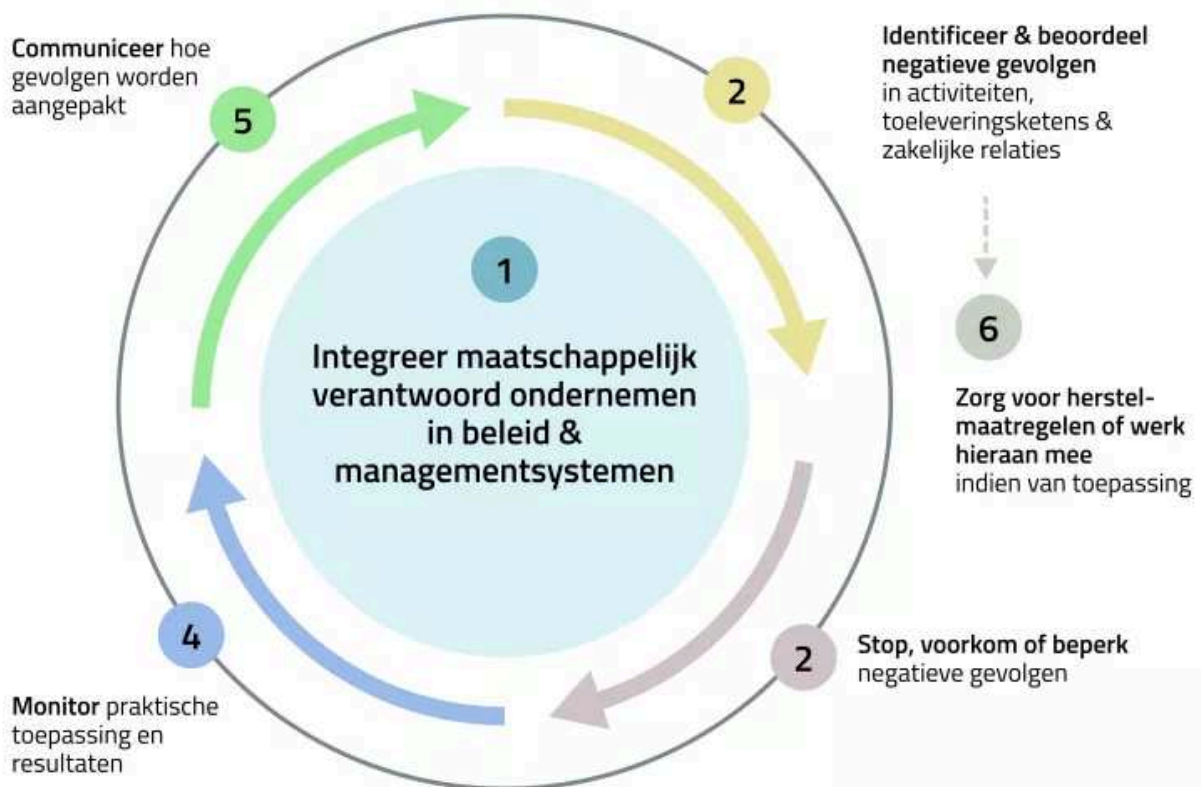 Communiceer hoe
gevolgen worden
aangepakt
5
2
Identificeer & beoordeel
negatieve gevolgen
in activiteiten,
toeleveringsketens &
zakelijke relaties
1
Integreer maatschappelijk
verantwoord ondernemen
in beleid &
managementsystemen
6
Zorg voor herstel-
maatregelen of werk
hieraan mee
indien van toepassing
4
Monitor praktische
toepassing en
resultaten
2
Stop, voorkom of beperk
negatieve gevolgen